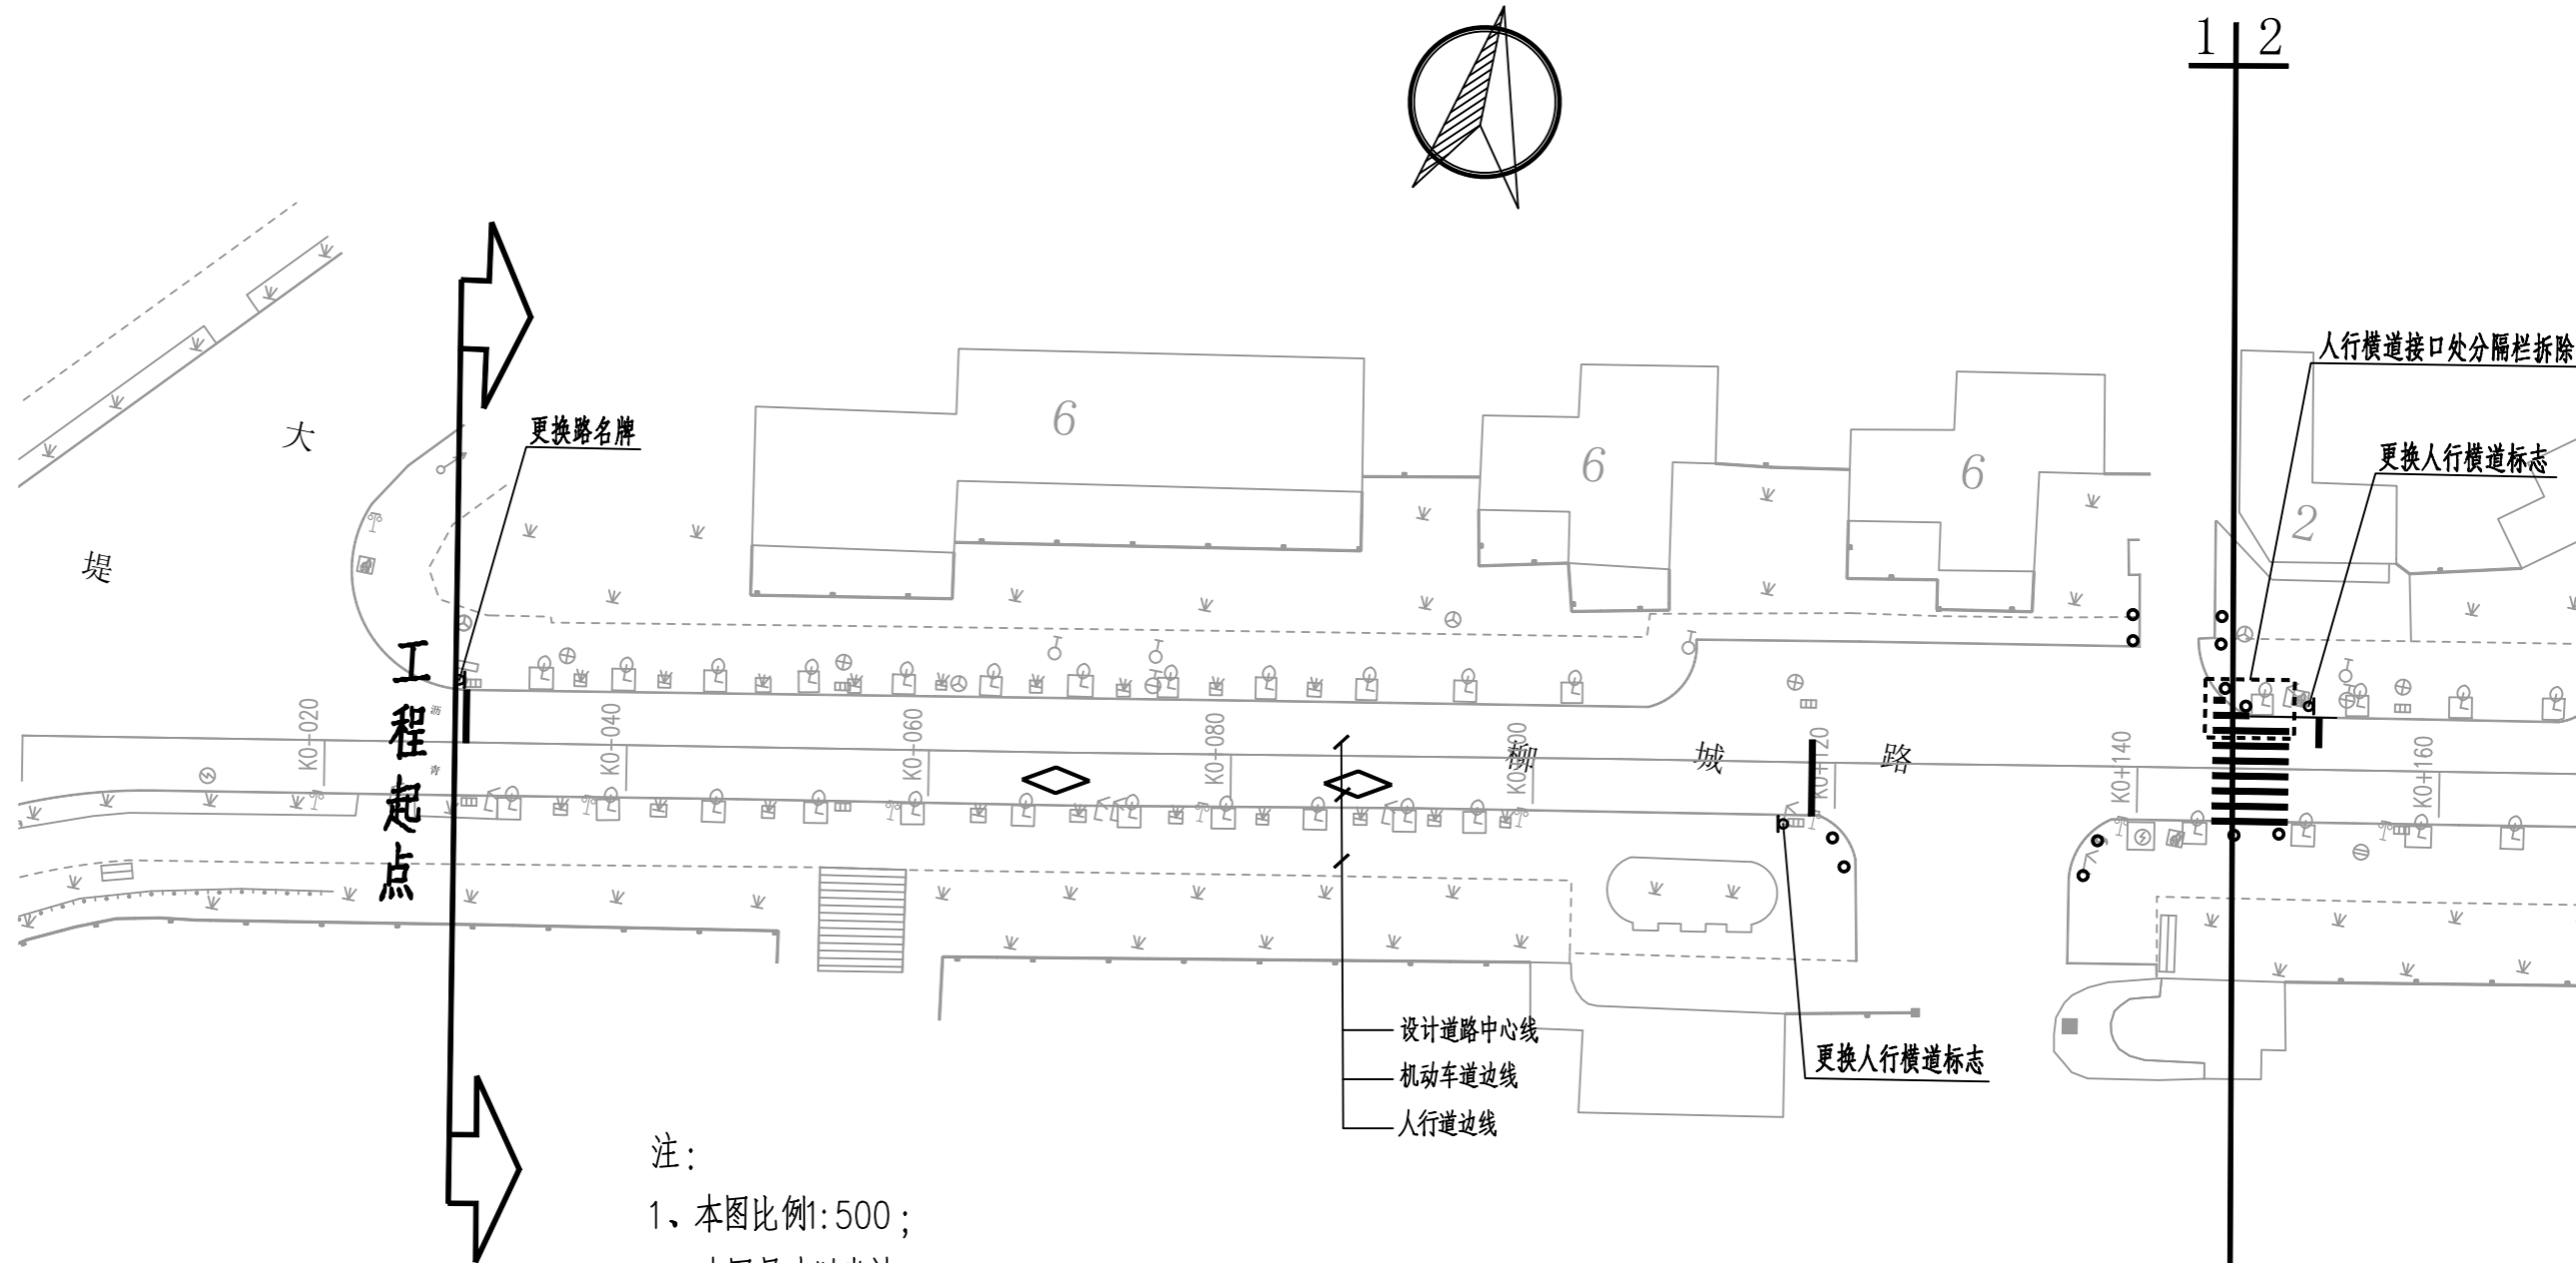 1 2
人行横道接口处分隔栏拆除
更换路名牌
更换人行横道标志
大
堤
6
6
6
2
工程起点
沥
青
K0-020
K0-040
K0-060
K0-080
K0+120
K0+140
K0+160
柳城路
设计道路中心线
机动车道边线
人行道边线
更换人行横道标志
注:
1、本图比例1:500;